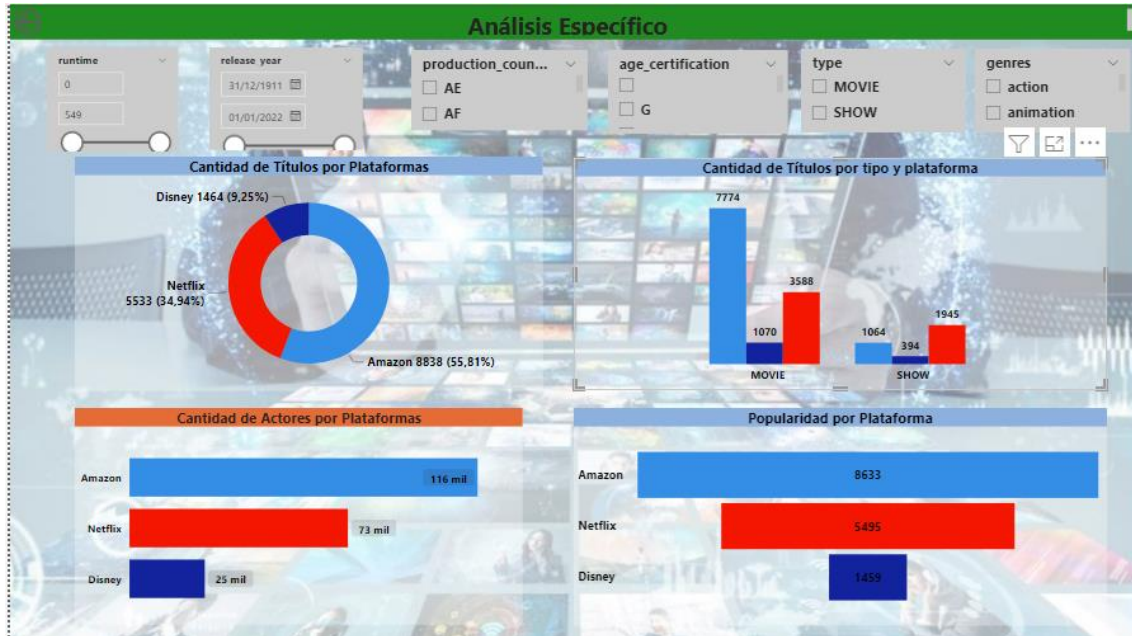 Análisis Específico
runtime
0
549
release year
31/12/1911
01/01/2022
production_coun...
AE
AF
age_certification
G
type
MOVIE
SHOW
genres
action
animation
Cantidad de Títulos por Plataformas
Disney 1464 (9,25%)
Netflix
5533 (34,94%)
Amazon 8838 (55,81%)
Cantidad de Títulos por tipo y plataforma
7774
1070
3588
1064
394
1945
MOVIE
SHOW
Cantidad de Actores por Plataformas
Amazon
116 mil
Netflix
73 mil
Disney
25 mil
Popularidad por Plataforma
Amazon
8633
Netflix
5495
Disney
1459